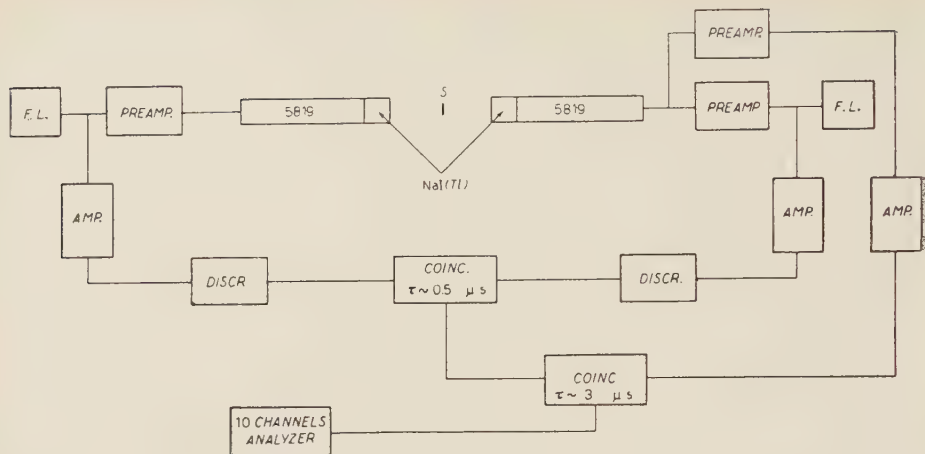 PREAMP.
F.L.
PREAMP.
5819
S
5819
PREAMP
F.L.
NaI(Tl)
AMP.
AMP.
AMP.
DISCR
COINC.
τ~0.5 μs
DISCR.
COINC
τ~ 3 μs
10 CHANNELS
ANALYZER